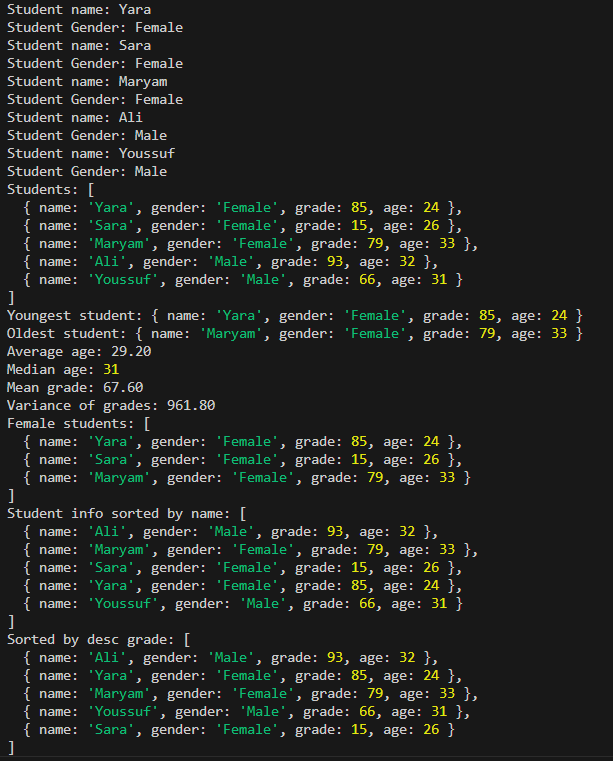 Student name: Yara
Student Gender: Female
Student name: Sara
Student Gender: Female
Student name: Maryam
Student Gender: Female
Student name: Ali
Student Gender: Male
Student name: Youssuf
Student Gender: Male
Students: [
  { name: 'Yara', gender: 'Female', grade: 85, age: 24 },
  { name: 'Sara', gender: 'Female', grade: 15, age: 26 },
  { name: 'Maryam', gender: 'Female', grade: 79, age: 33 },
  { name: 'Ali', gender: 'Male', grade: 93, age: 32 },
  { name: 'Youssuf', gender: 'Male', grade: 66, age: 31 }
]
Youngest student: { name: 'Yara', gender: 'Female', grade: 85, age: 24 }
Oldest student: { name: 'Maryam', gender: 'Female', grade: 79, age: 33 }
Average age: 29.20
Median age: 31
Mean grade: 67.60
Variance of grades: 961.80
Female students: [
  { name: 'Yara', gender: 'Female', grade: 85, age: 24 },
  { name: 'Sara', gender: 'Female', grade: 15, age: 26 },
  { name: 'Maryam', gender: 'Female', grade: 79, age: 33 }
]
Student info sorted by name: [
  { name: 'Ali', gender: 'Male', grade: 93, age: 32 },
  { name: 'Maryam', gender: 'Female', grade: 79, age: 33 },
  { name: 'Sara', gender: 'Female', grade: 15, age: 26 },
  { name: 'Yara', gender: 'Female', grade: 85, age: 24 },
  { name: 'Youssuf', gender: 'Male', grade: 66, age: 31 }
]
Sorted by desc grade: [
  { name: 'Ali', gender: 'Male', grade: 93, age: 32 },
  { name: 'Yara', gender: 'Female', grade: 85, age: 24 },
  { name: 'Maryam', gender: 'Female', grade: 79, age: 33 },
  { name: 'Youssuf', gender: 'Male', grade: 66, age: 31 },
  { name: 'Sara', gender: 'Female', grade: 15, age: 26 }
]